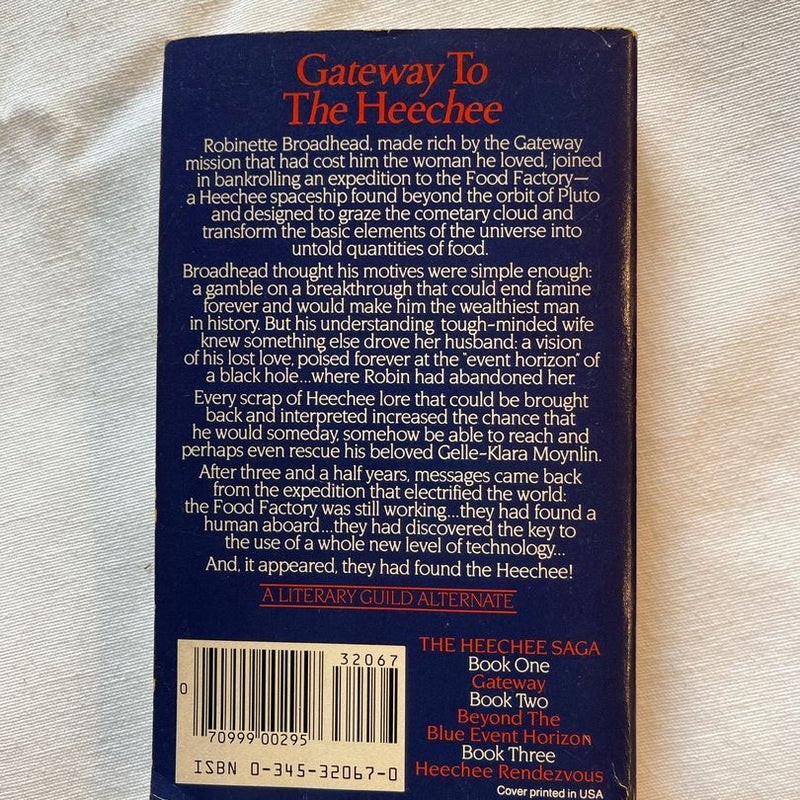 Gateway To
The Heechee
Robinette Broadhead, made rich by the Gateway
mission that had cost him the woman he loved, joined
in bankrolling an expedition to the Food Factory—
a Heechee spaceship found beyond the orbit of Pluto
and designed to graze the cometary cloud and
transform the basic elements of the universe into
untold quantities of food.
Broadhead thought his motives were simple enough:
a gamble on a breakthrough that could end famine
forever and would make him the wealthiest man
in history. But his understanding tough-minded wife
knew something else drove her husband: a vision
of his lost love, poised forever at the "event horizon" of
a black hole...where Robin had abandoned her.
Every scrap of Heechee lore that could be brought
back and interpreted increased the chance that
he would someday, somehow be able to reach and
perhaps even rescue his beloved Gelle-Klara Moynlin.
After three and a half years, messages came back
from the expedition that electrified the world:
the Food Factory was still working...they had found a
human aboard...they had discovered the key to
the use of a whole new level of technology...
And, it appeared, they had found the Heechee!
A LITERARY GUILD ALTERNATE
32067
0
70999 00295
ISBN 0-345-32067-0
THE HEECHEE SAGA
Book One
Gateway
Book Two
Beyond The
Blue Event Horizon
Book Three
Heechee Rendezvous
Cover printed in USA